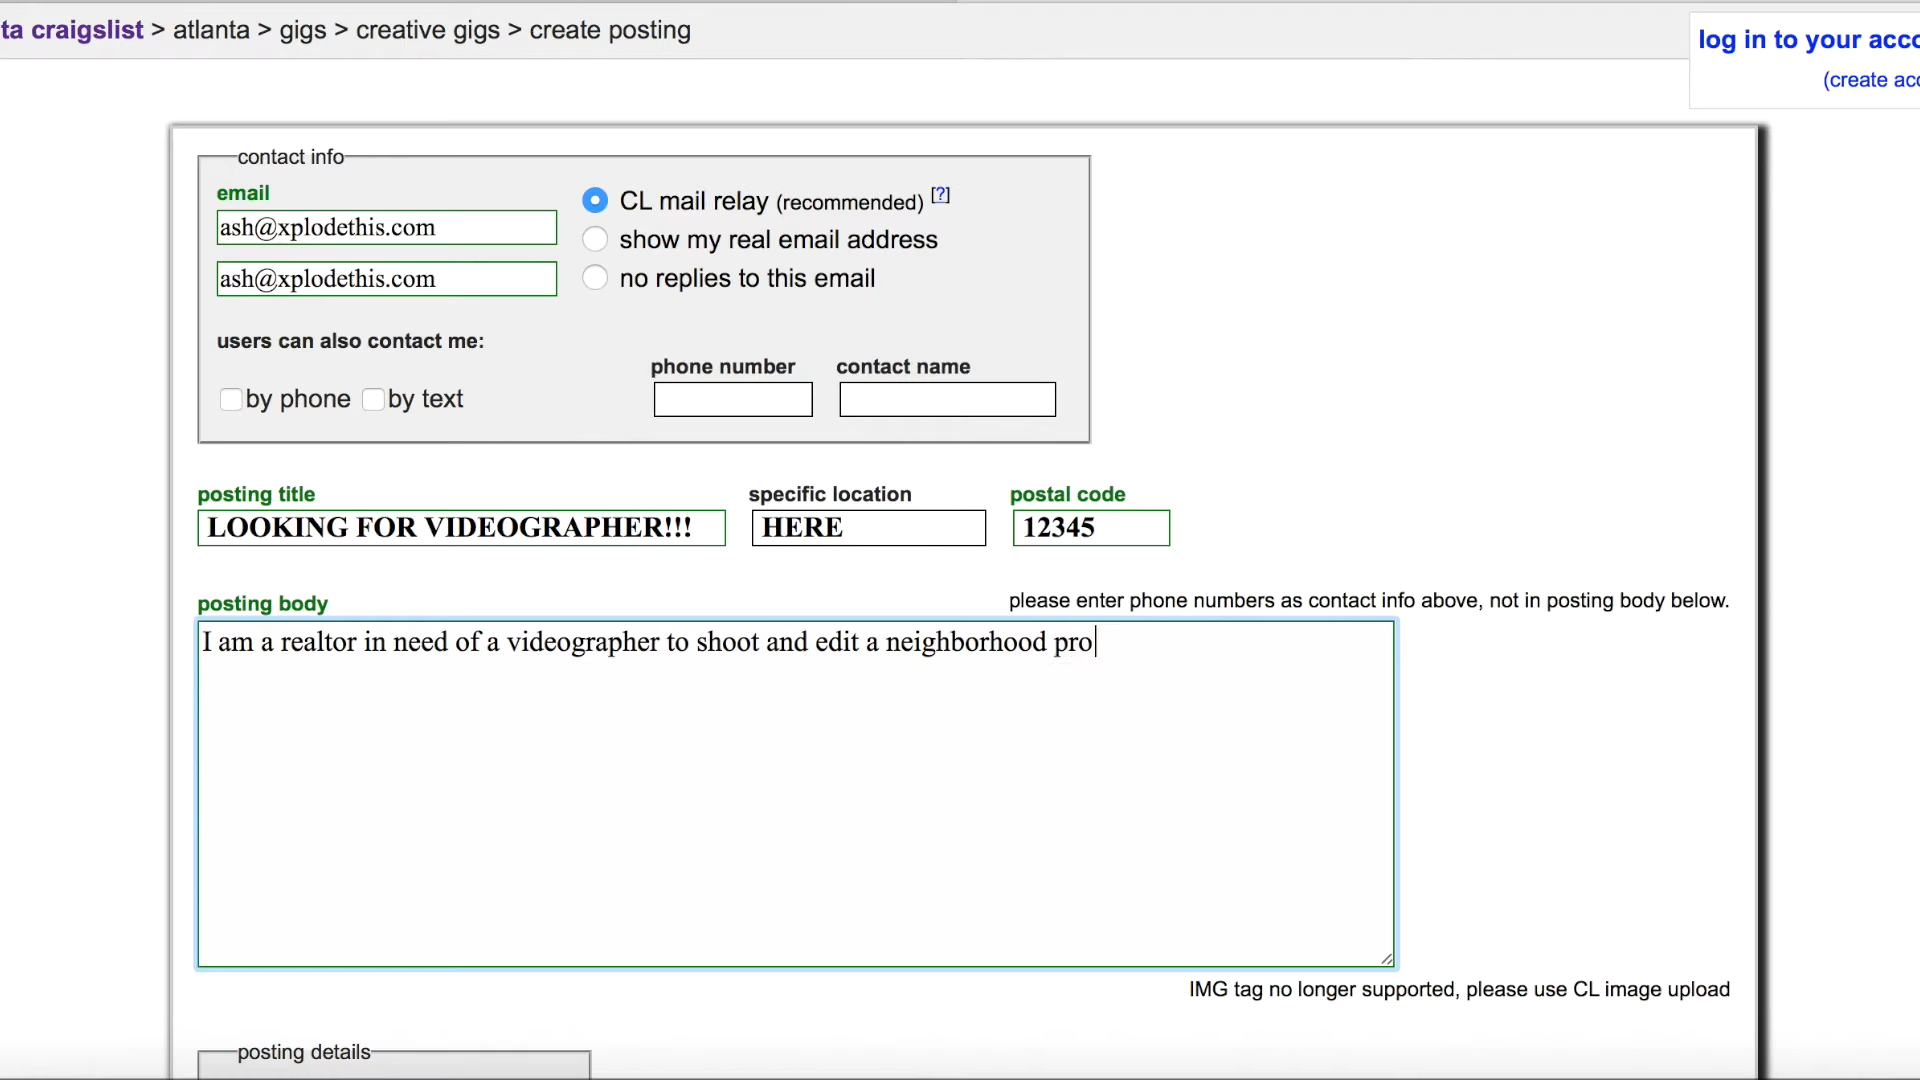 ta craigslist > atlanta > gigs > creative gigs > create posting
log in to your acco
(create acc
contact info
email
ash@xplodethis.com
ash@xplodethis.com
CL mail relay (recommended) [?]
show my real email address
no replies to this email
users can also contact me:
by phone by text
phone number contact name
posting title specific location postal code
LOOKING FOR VIDEOGRAPHER!!! HERE 12345
posting body please enter phone numbers as contact info above, not in posting body below.
I am a realtor in need of a videographer to shoot and edit a neighborhood pro
IMG tag no longer supported, please use CL image upload
posting details